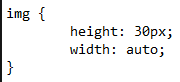 img {
        height: 30px;
        width: auto;
}